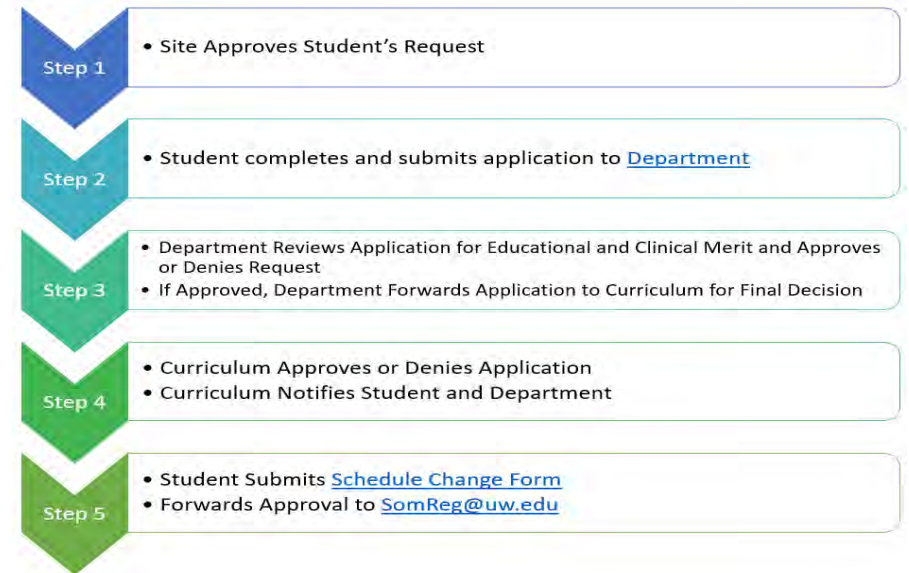 Step 1
• Site Approves Student’s Request
Step 2
• Student completes and submits application to Department
Step 3
• Department Reviews Application for Educational and Clinical Merit and Approves
or Denies Request
• If Approved, Department Forwards Application to Curriculum for Final Decision
Step 4
• Curriculum Approves or Denies Application
• Curriculum Notifies Student and Department
Step 5
• Student Submits Schedule Change Form
• Forwards Approval to SomReg@uw.edu